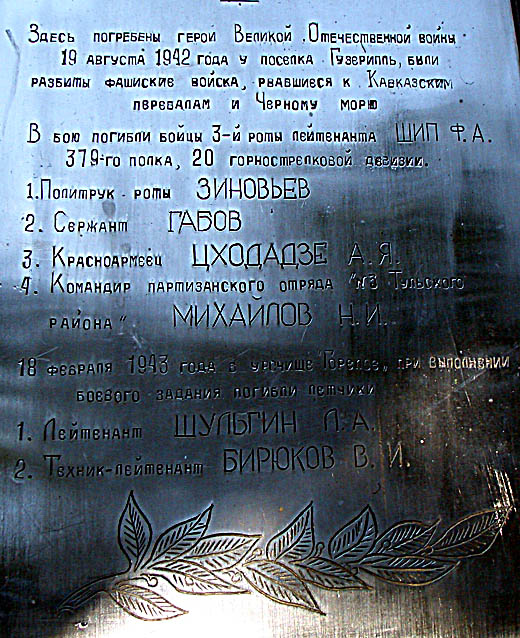 Здесь погребены герои Великой Отечественной войны
19 августа 1942 года у поселка Гузерипль, были
разбиты фашиские войска, рвавшиеся к Кавказским
перевалам и Черному морю
В бою погибли бойцы 3-й роты лейтенанта ШИП Ф.А.
379-го полка, 20 горнострелковой дивизии.
1. Политрук роты ЗИНОВЬЕВ
2. Сержант ГАБОВ
3. Красноармеец ЦХОДАДЗЕ А.Я.
4. Командир партизанского отряда "№3 Тульского
района" МИХАЙЛОВ Н.И.
18 февраля 1943 года в урочище "Горелое", при выполнении
боевого задания погибли летчики
1. Лейтенант ШУЛЬГИН Л.А.
2. Техник-лейтенант БИРЮКОВ В.И.